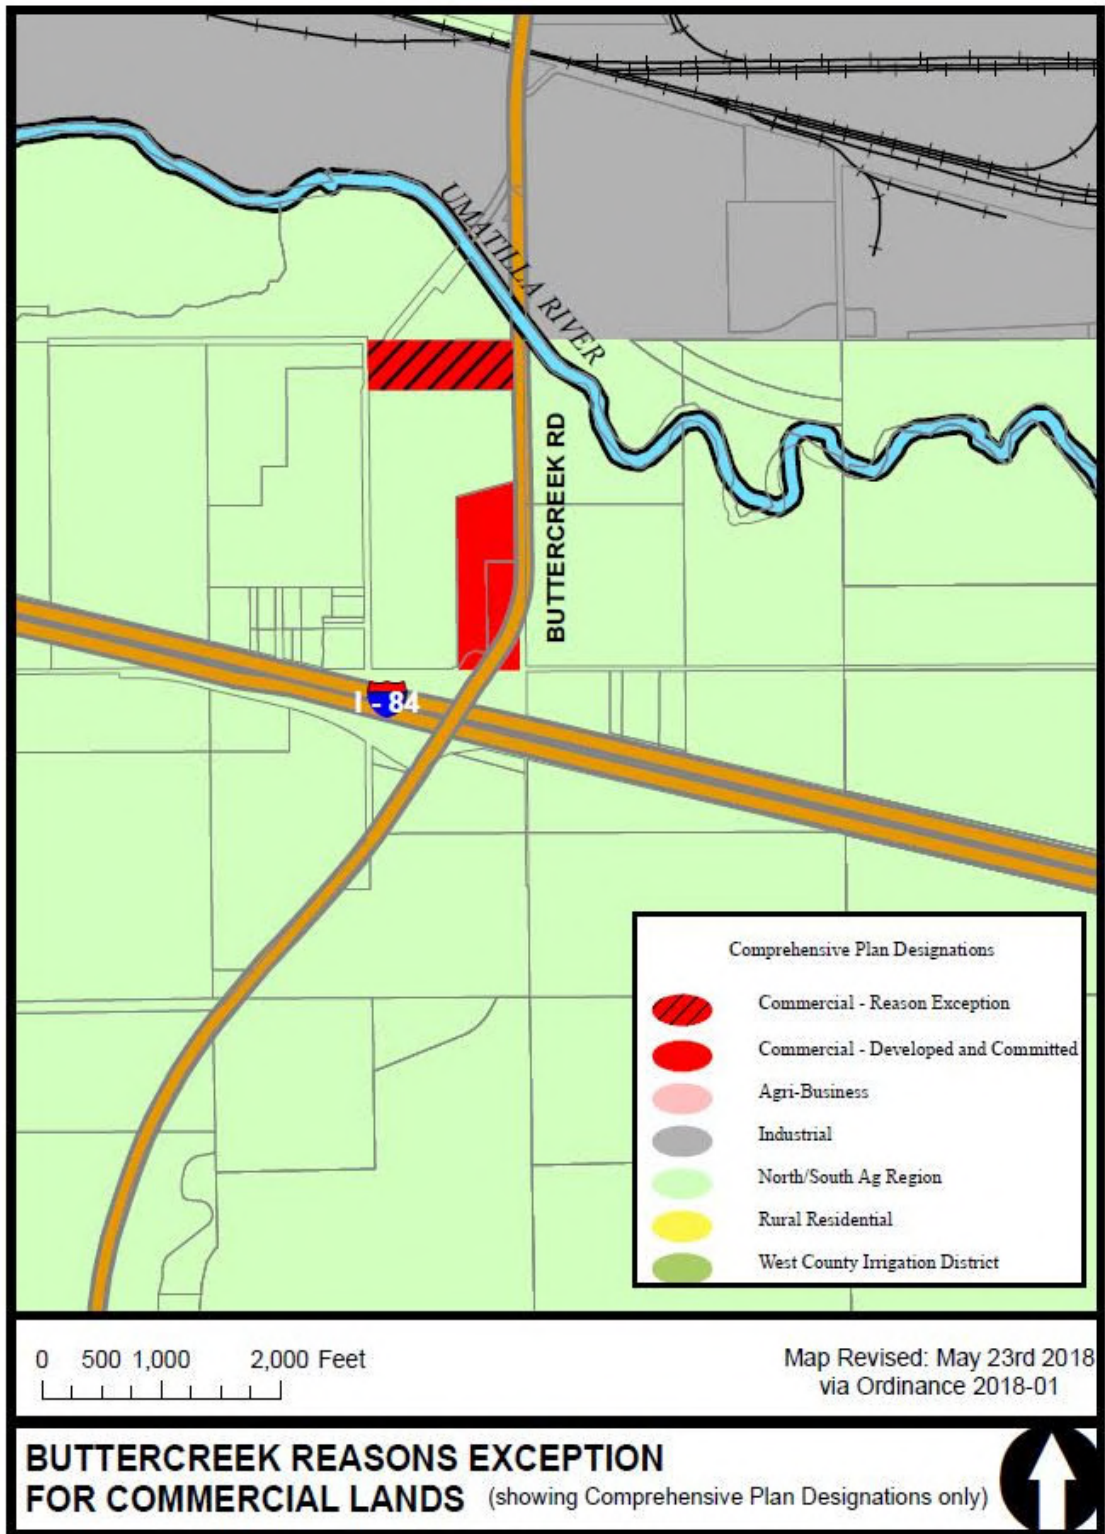 UMATILLA RIVER
BUTTERCREEK RD
I - 84
Comprehensive Plan Designations
Commercial - Reason Exception
Commercial - Developed and Committed
Agri-Business
Industrial
North/South Ag Region
Rural Residential
West County Irrigation District
0 500 1,000 2,000 Feet
Map Revised: May 23rd 2018
via Ordinance 2018-01
BUTTERCREEK REASONS EXCEPTION
FOR COMMERCIAL LANDS (showing Comprehensive Plan Designations only)